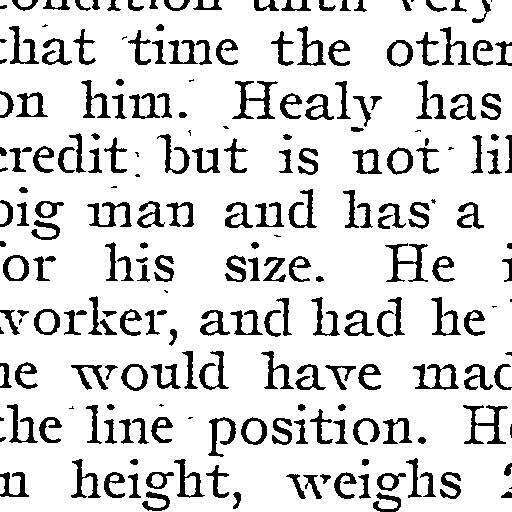 condition until very
that time the other
on him. Healy has
credit but is not li
big man and has a
for his size. He i
worker, and had he
he would have mad
the line position. He
in height, weighs 2